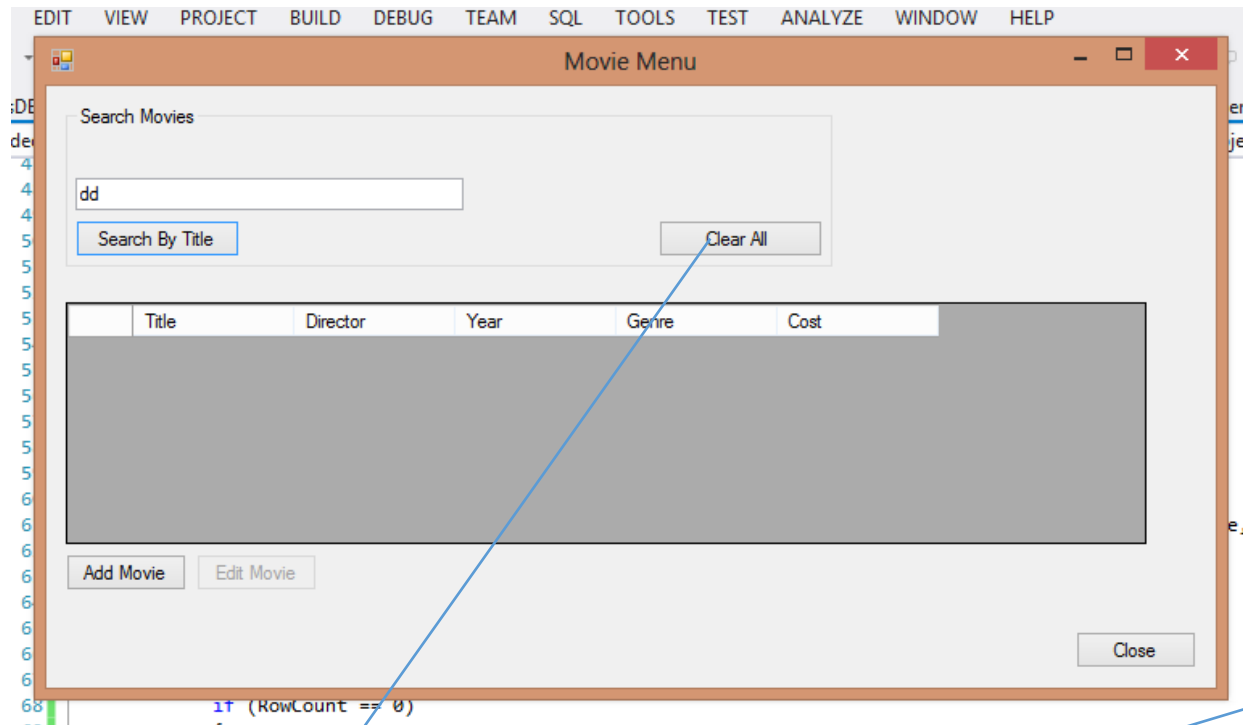 EDIT VIEW PROJECT BUILD DEBUG TEAM SQL TOOLS TEST ANALYZE WINDOW HELP
Movie Menu
Search Movies
dd
Search By Title Clear All
Title Director Year Genre Cost
Add Movie Edit Movie
Close
68 if (RowCount == 0)